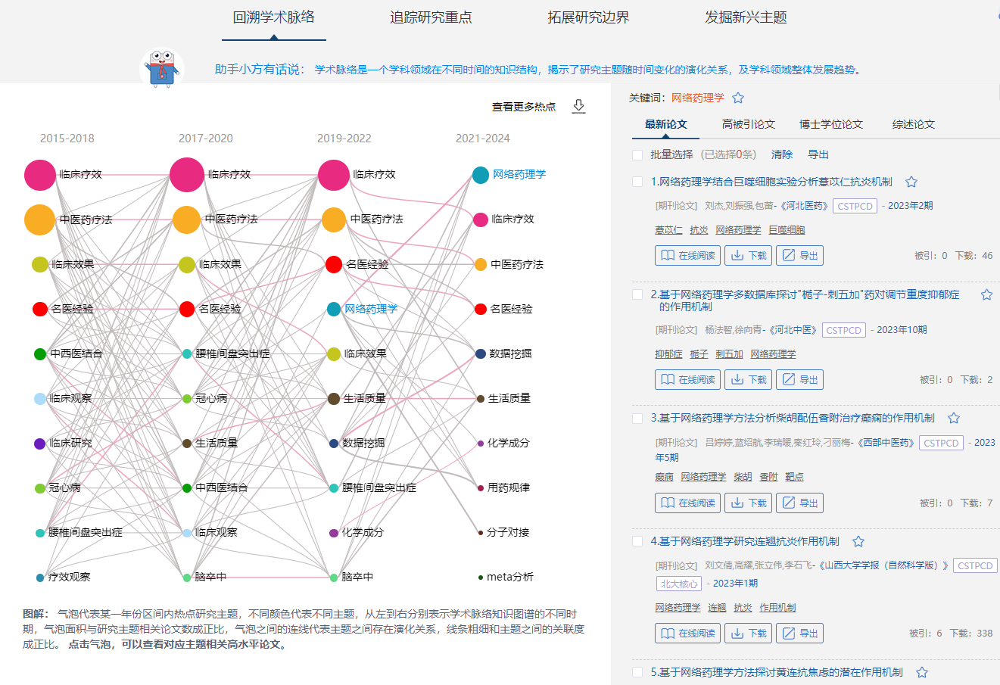 回溯学术脉络 追踪研究重点 拓展研究边界 发掘新兴主题
助手小方有话说： 学术脉络是一个学科领域在不同时间的知识结构，揭示了研究主题随时间变化的演化关系，及学科领域整体发展趋势。
查看更多热点
2015-2018 2017-2020 2019-2022 2021-2024
临床疗效 临床疗效 临床疗效 网络药理学
中医药疗法 中医药疗法 中医药疗法 临床疗效
临床效果 临床效果 名医经验 中医药疗法
名医经验 名医经验 网络药理学 名医经验
中西医结合 腰椎间盘突出症 临床效果 数据挖掘
临床观察 冠心病 生活质量 生活质量
临床研究 生活质量 数据挖掘 化学成分
冠心病 中西医结合 腰椎间盘突出症 用药规律
腰椎间盘突出症 临床观察 化学成分 分子对接
疗效观察 脑卒中 脑卒中 meta分析
图解： 气泡代表某一年份区间内热点研究主题，不同颜色代表不同主题，从左到右分别表示学术脉络知识图谱的不同时
期，气泡面积与研究主题相关论文数成正比，气泡之间的连线代表主题之间存在演化关系，线条粗细和主题之间的关联度
成正比。 点击气泡，可以查看对应主题相关高水平论文。
关键词： 网络药理学
最新论文 高被引论文 博士学位论文 综述论文
批量选择 (已选择0条) 清除 导出
1.网络药理学结合巨噬细胞实验分析薏苡仁抗炎机制
[期刊论文] 刘杰,刘振强,包蕾-《河北医药》 CSTPCD - 2023年2期
薏苡仁 抗炎 网络药理学 巨噬细胞
在线阅读 下载 导出 被引：0 下载：46
2.基于网络药理学多数据库探讨"栀子-刺五加"药对调节重度抑郁症
的作用机制
[期刊论文] 杨法智,徐向青-《河北中医》 CSTPCD - 2023年10期
抑郁症 栀子 刺五加 网络药理学
在线阅读 下载 导出 被引：0 下载：2
3.基于网络药理学方法分析柴胡配伍香附治疗癫痫的作用机制
[期刊论文] 吕婷婷,蓝绍航,李瑞暖,秦红玲,刁丽梅-《西部中医药》 CSTPCD - 2023
年5期
癫痫 网络药理学 柴胡 香附 靶点
在线阅读 下载 导出 被引：0 下载：7
4.基于网络药理学研究连翘抗炎作用机制
[期刊论文] 刘文倩,高耀,张立伟,李石飞-《山西大学学报（自然科学版）》 CSTPCD
北大核心 - 2023年1期
网络药理学 连翘 抗炎 作用机制
在线阅读 下载 导出 被引：6 下载：338
5.基于网络药理学方法探讨黄连抗焦虑的潜在作用机制